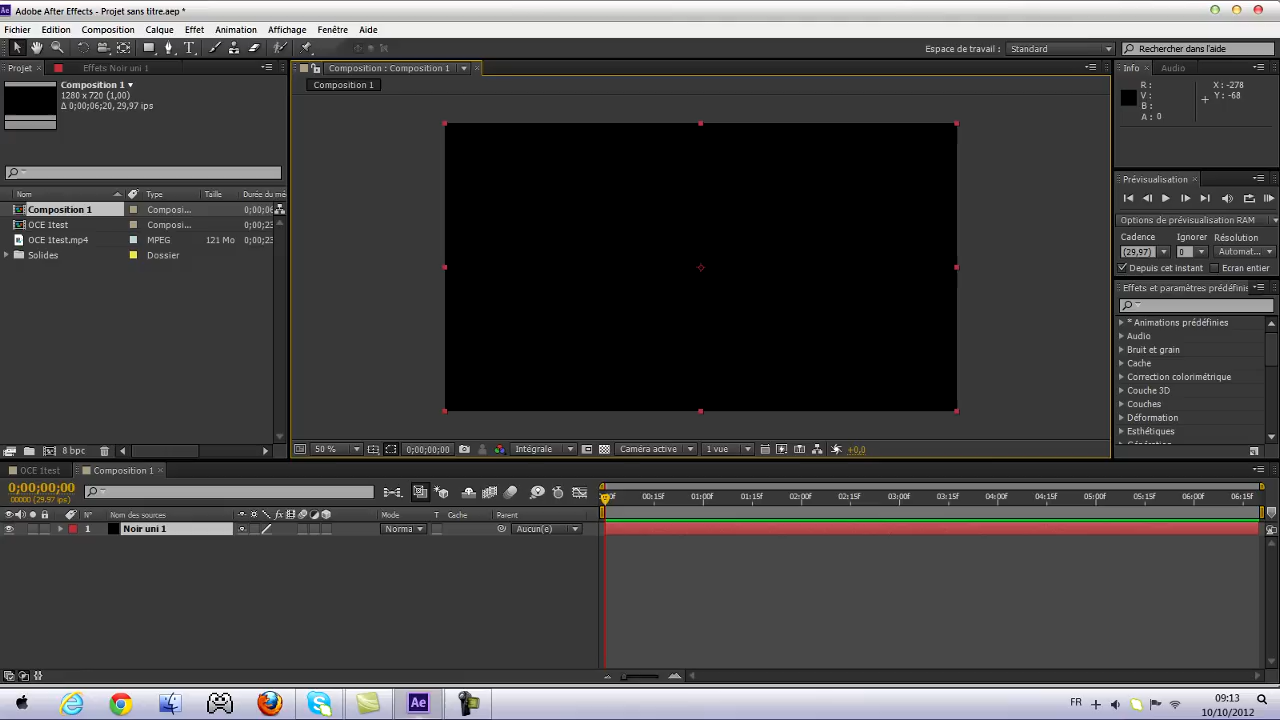 Ae Adobe After Effects - Projet sans titre.aep *
Fichier Edition Composition Calque Effet Animation Affichage Fenêtre Aide
Espace de travail : Standard Rechercher dans l'aide
Projet Effets Noir uni 1
Composition 1
1280 x 720 (1,00)
Δ 0;00;06;20, 29,97 ips
Nom Type Taille Durée du mé
Composition 1 Composi... 0;00;06
OCE 1test Composi... 0;00;23
OCE 1test.mp4 MPEG 121 Mo 0;00;23
Solides Dossier
8 bpc
Composition : Composition 1
Composition 1
50 % 0;00;00;00 Intégrale Caméra active 1 vue +0,0
Info Audio
R :
V :
B :
A : 0
X : -278
Y : -68
Prévisualisation
Options de prévisualisation RAM
Cadence Ignorer Résolution
(29,97) 0 Automat...
Depuis cet instant Ecran entier
Effets et paramètres prédéfinis
* Animations prédéfinies
Audio
Bruit et grain
Cache
Correction colorimétrique
Couche 3D
Couches
Déformation
Esthétiques
OCE 1test Composition 1
0;00;00;00
00000 (29.97 ips)
00f 00:15f 01:00f 01:15f 02:00f 02:15f 03:00f 03:15f 04:00f 04:15f 05:00f 05:15f 06:00f 06:15f
N° Nom des sources Mode T Cache Parent
1 Noir uni 1 Norma Aucun(e)
Ae
FR
09:13
10/10/2012